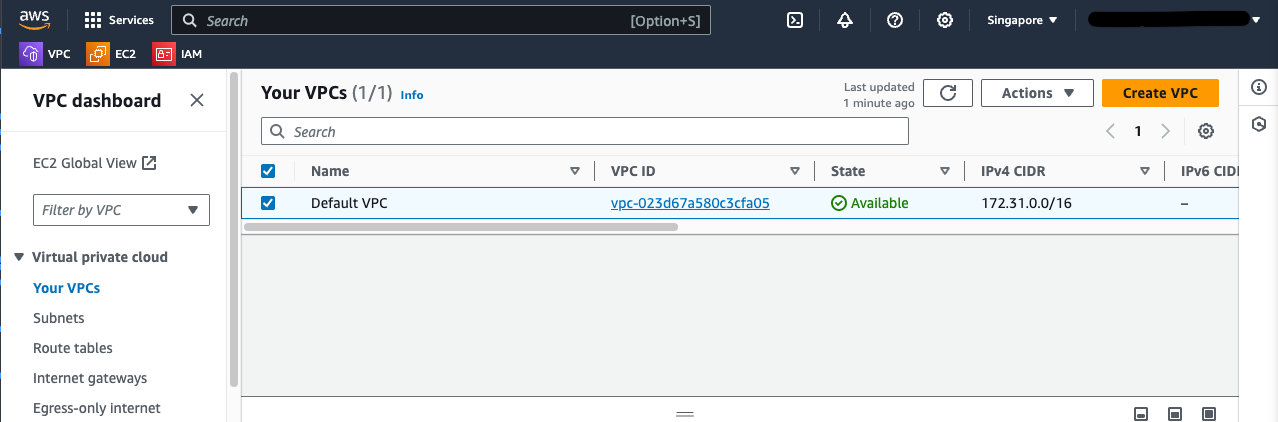 aws Services Search [Option+S] Singapore
VPC EC2 IAM
VPC dashboard
EC2 Global View
Filter by VPC
Virtual private cloud
Your VPCs
Subnets
Route tables
Internet gateways
Egress-only internet
Your VPCs (1/1) Info
Last updated
1 minute ago
Actions
Create VPC
Search
1
Name VPC ID State IPv4 CIDR IPv6 CID
Default VPC vpc-023d67a580c3cfa05 Available 172.31.0.0/16 –